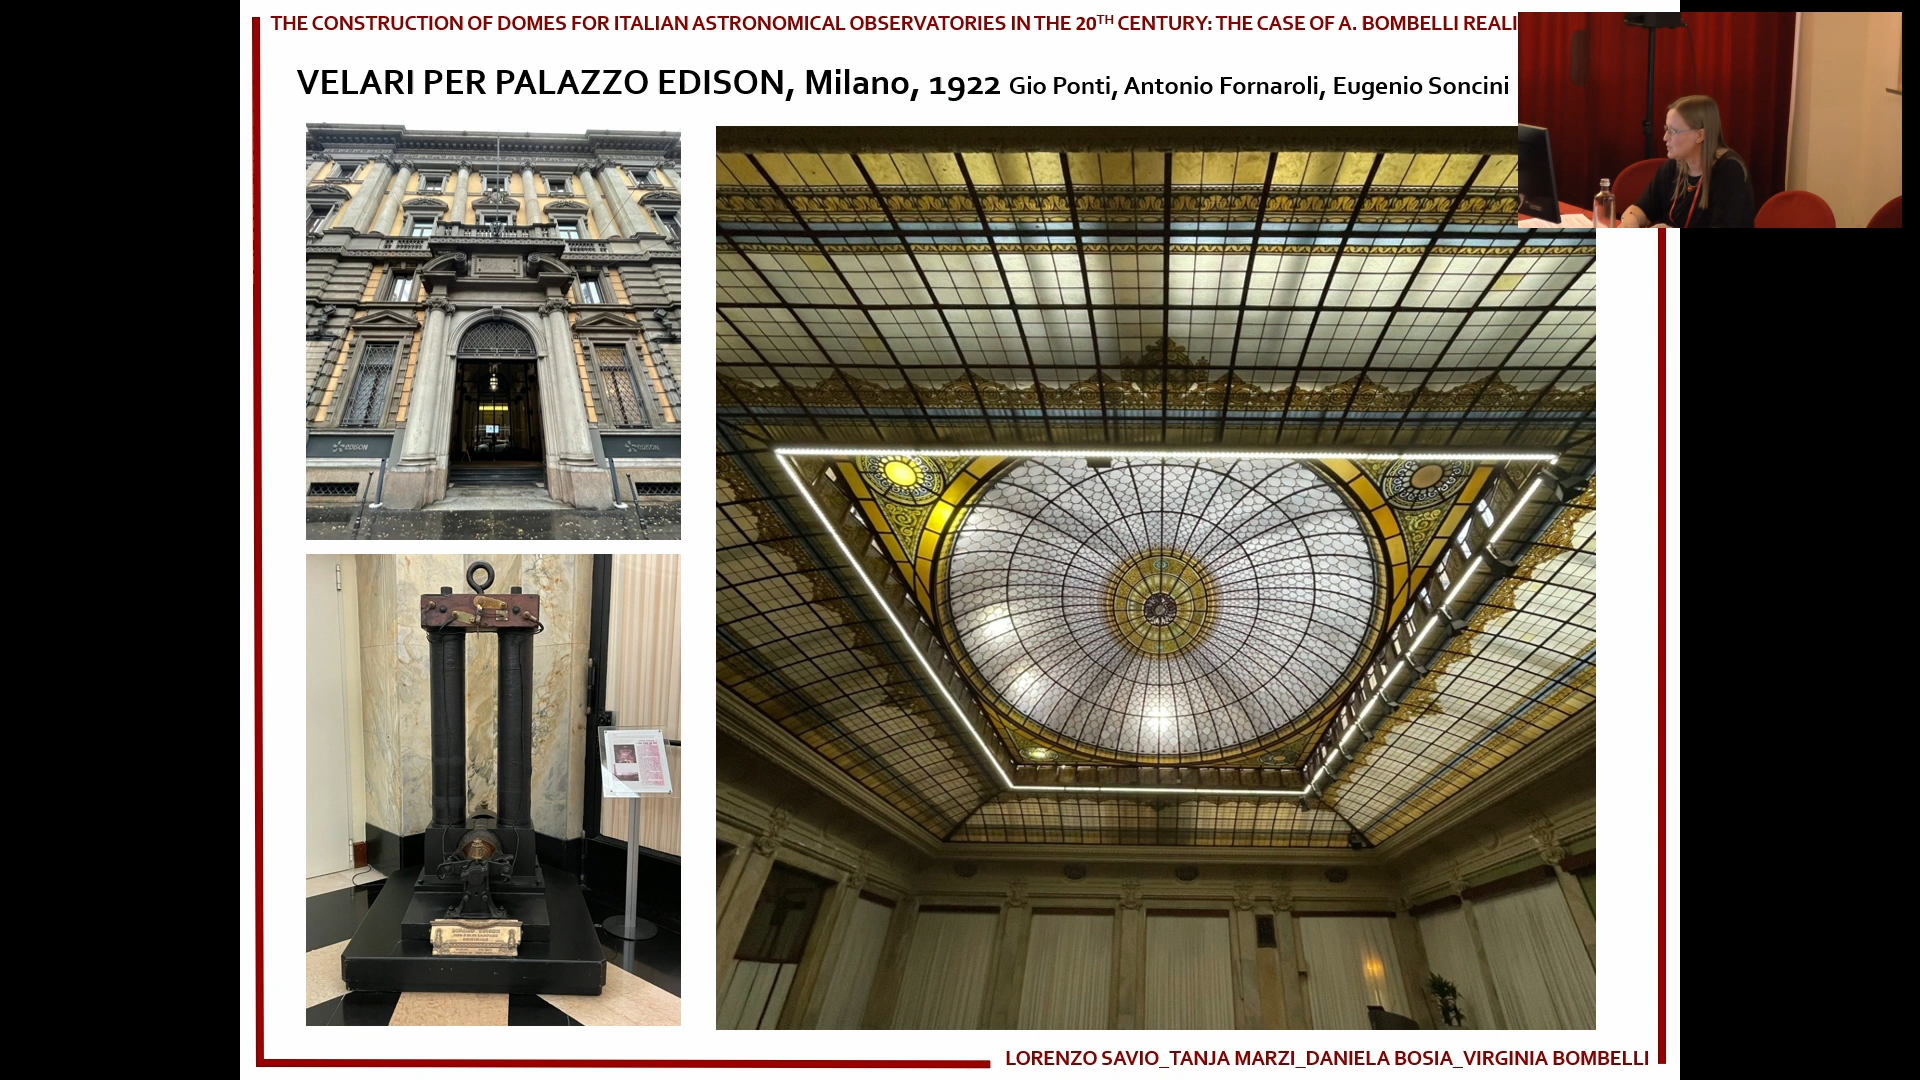 THE CONSTRUCTION OF DOMES FOR ITALIAN ASTRONOMICAL OBSERVATORIES IN THE 20TH CENTURY: THE CASE OF A. BOMBELLI REALI
VELARI PER PALAZZO EDISON, Milano, 1922 Gio Ponti, Antonio Fornaroli, Eugenio Soncini
EDISON
LORENZO SAVIO_TANJA MARZI_DANIELA BOSIA_VIRGINIA BOMBELLI